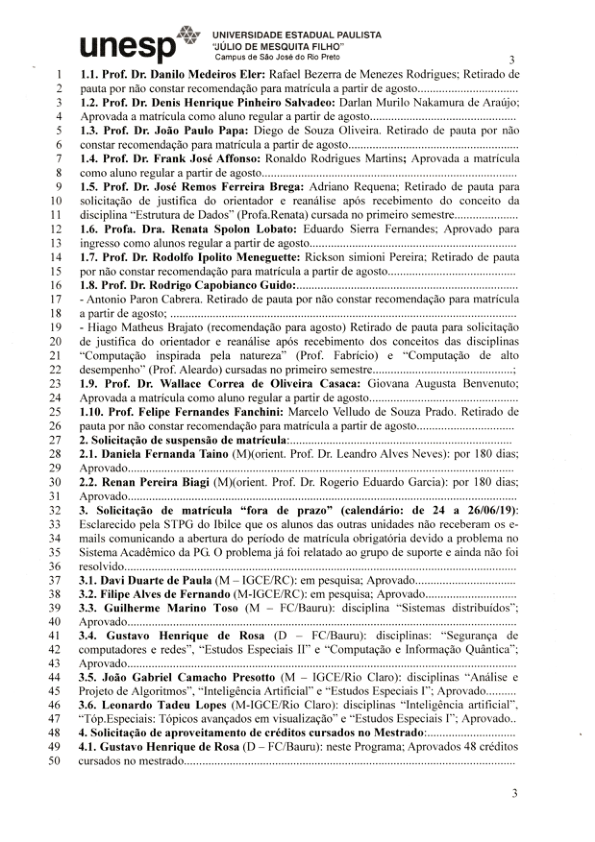 unesp
UNIVERSIDADE ESTADUAL PAULISTA
"JÚLIO DE MESQUITA FILHO"
Campus de São José do Rio Preto
3
1 1.1. Prof. Dr. Danilo Medeiros Eler: Rafael Bezerra de Menezes Rodrigues; Retirado de
2 pauta por não constar recomendação para matrícula a partir de agosto.................................
3 1.2. Prof. Dr. Denis Henrique Pinheiro Salvadeo: Darlan Murilo Nakamura de Araújo;
4 Aprovada a matrícula como aluno regular a partir de agosto................................................
5 1.3. Prof. Dr. João Paulo Papa: Diego de Souza Oliveira. Retirado de pauta por não
6 constar recomendação para matrícula a partir de agosto........................................................
7 1.4. Prof. Dr. Frank José Affonso: Ronaldo Rodrigues Martins; Aprovada a matrícula
8 como aluno regular a partir de agosto...................................................................................
9 1.5. Prof. Dr. José Remos Ferreira Brega: Adriano Requena; Retirado de pauta para
10 solicitação de justifica do orientador e reanálise após recebimento do conceito da
11 disciplina "Estrutura de Dados" (Profa.Renata) cursada no primeiro semestre.....................
12 1.6. Profa. Dra. Renata Spolon Lobato: Eduardo Sierra Fernandes; Aprovado para
13 ingresso como alunos regular a partir de agosto....................................................................
14 1.7. Prof. Dr. Rodolfo Ipolito Meneguette: Rickson simioni Pereira; Retirado de pauta
15 por não constar recomendação para matrícula a partir de agosto..........................................
16 1.8. Prof. Dr. Rodrigo Capobianco Guido:.........................................................................
17 - Antonio Paron Cabrera. Retirado de pauta por não constar recomendação para matrícula
18 a partir de agosto; ..................................................................................................................
19 - Hiago Matheus Brajato (recomendação para agosto) Retirado de pauta para solicitação
20 de justifica do orientador e reanálise após recebimento dos conceitos das disciplinas
21 "Computação inspirada pela natureza" (Prof. Fabrício) e "Computação de alto
22 desempenho" (Prof. Aleardo) cursadas no primeiro semestre..............................................;
23 1.9. Prof. Dr. Wallace Correa de Oliveira Casaca: Giovana Augusta Benvenuto;
24 Aprovada a matrícula como aluno regular a partir de agosto................................................
25 1.10. Prof. Felipe Fernandes Fanchini: Marcelo Velludo de Souza Prado. Retirado de
26 pauta por não constar recomendação para matrícula a partir de agosto................................
27 2. Solicitação de suspensão de matrícula:.........................................................................
28 2.1. Daniela Fernanda Taino (M)(orient. Prof. Dr. Leandro Alves Neves): por 180 dias;
29 Aprovado...............................................................................................................................
30 2.2. Renan Pereira Biagi (M)(orient. Prof. Dr. Rogerio Eduardo Garcia): por 180 dias;
31 Aprovado...............................................................................................................................
32 3. Solicitação de matrícula "fora de prazo" (calendário: de 24 a 26/06/19):
33 Esclarecido pela STPG do Ibilce que os alunos das outras unidades não receberam os e-
34 mails comunicando a abertura do período de matrícula obrigatória devido a problema no
35 Sistema Acadêmico da PG. O problema já foi relatado ao grupo de suporte e ainda não foi
36 resolvido................................................................................................................................
37 3.1. Davi Duarte de Paula (M – IGCE/RC): em pesquisa; Aprovado.................................
38 3.2. Filipe Alves de Fernando (M-IGCE/RC): em pesquisa; Aprovado..............................
39 3.3. Guilherme Marino Toso (M – FC/Bauru): disciplina "Sistemas distribuídos";
40 Aprovado...............................................................................................................................
41 3.4. Gustavo Henrique de Rosa (D – FC/Bauru): disciplinas: "Segurança de
42 computadores e redes", "Estudos Especiais II" e "Computação e Informação Quântica";
43 Aprovado...............................................................................................................................
44 3.5. João Gabriel Camacho Presotto (M – IGCE/Rio Claro): disciplinas "Análise e
45 Projeto de Algoritmos", "Inteligência Artificial" e "Estudos Especiais I"; Aprovado..........
46 3.6. Leonardo Tadeu Lopes (M-IGCE/Rio Claro): disciplinas "Inteligência artificial",
47 "Tóp.Especiais: Tópicos avançados em visualização" e "Estudos Especiais I"; Aprovado..
48 4. Solicitação de aproveitamento de créditos cursados no Mestrado:.............................
49 4.1. Gustavo Henrique de Rosa (D – FC/Bauru): neste Programa; Aprovados 48 créditos
50 cursados no mestrado............................................................................................................
3